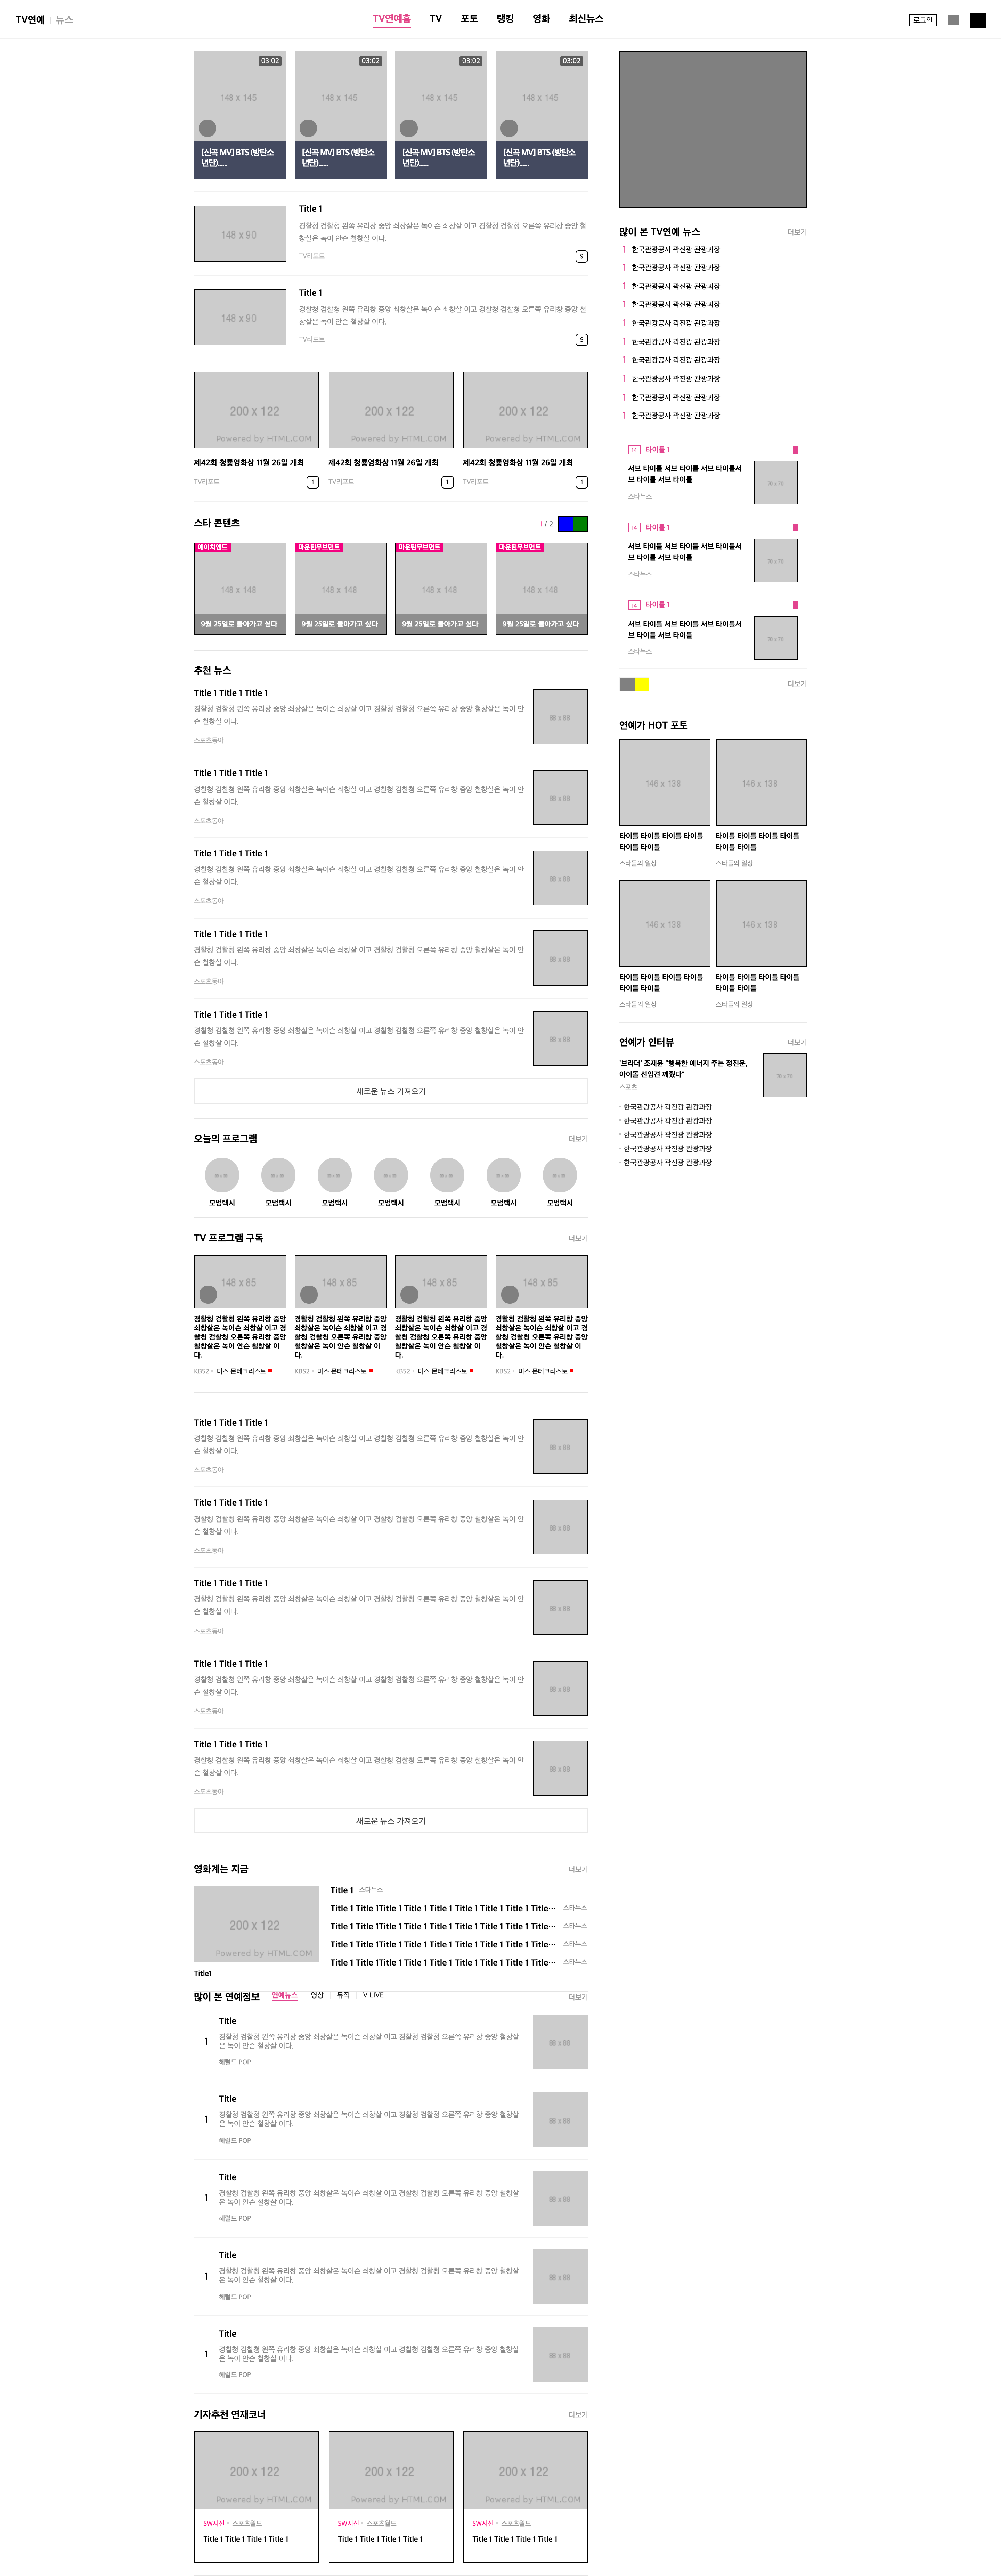 TV연예 뉴스
TV연예홈 TV 포토 랭킹 영화 최신뉴스
로그인
03:02 03:02 03:02 03:02
148 x 145 148 x 145 148 x 145 148 x 145
[신곡 MV] BTS (방탄소 [신곡 MV] BTS (방탄소 [신곡 MV] BTS (방탄소 [신곡 MV] BTS (방탄소
년단)..... 년단)..... 년단)..... 년단).....
Title 1
148 x 90
경찰청 검찰청 왼쪽 유리창 중앙 쇠창살은 녹이슨 쇠창살 이고 경찰청 검찰청 오른쪽 유리창 중앙 철
창살은 녹이 안슨 철창살 이다.
TV리포트 9
Title 1
148 x 90
경찰청 검찰청 왼쪽 유리창 중앙 쇠창살은 녹이슨 쇠창살 이고 경찰청 검찰청 오른쪽 유리창 중앙 철
창살은 녹이 안슨 철창살 이다.
TV리포트 9
200 x 122 200 x 122 200 x 122
Powered by HTML.COM Powered by HTML.COM Powered by HTML.COM
제42회 청룡영화상 11월 26일 개최 제42회 청룡영화상 11월 26일 개최 제42회 청룡영화상 11월 26일 개최
TV리포트 1 TV리포트 1 TV리포트 1
스타 콘텐츠 1 / 2
에이치앤드 마운틴무브먼트 마운틴무브먼트 마운틴무브먼트
148 x 148 148 x 148 148 x 148 148 x 148
9월 25일로 돌아가고 싶다 9월 25일로 돌아가고 싶다 9월 25일로 돌아가고 싶다 9월 25일로 돌아가고 싶다
추천 뉴스
Title 1 Title 1 Title 1
경찰청 검찰청 왼쪽 유리창 중앙 쇠창살은 녹이슨 쇠창살 이고 경찰청 검찰청 오른쪽 유리창 중앙 철창살은 녹이 안
슨 철창살 이다.
88 x 88
스포츠동아
Title 1 Title 1 Title 1
경찰청 검찰청 왼쪽 유리창 중앙 쇠창살은 녹이슨 쇠창살 이고 경찰청 검찰청 오른쪽 유리창 중앙 철창살은 녹이 안
슨 철창살 이다.
88 x 88
스포츠동아
Title 1 Title 1 Title 1
경찰청 검찰청 왼쪽 유리창 중앙 쇠창살은 녹이슨 쇠창살 이고 경찰청 검찰청 오른쪽 유리창 중앙 철창살은 녹이 안
슨 철창살 이다.
88 x 88
스포츠동아
Title 1 Title 1 Title 1
경찰청 검찰청 왼쪽 유리창 중앙 쇠창살은 녹이슨 쇠창살 이고 경찰청 검찰청 오른쪽 유리창 중앙 철창살은 녹이 안
슨 철창살 이다.
88 x 88
스포츠동아
Title 1 Title 1 Title 1
경찰청 검찰청 왼쪽 유리창 중앙 쇠창살은 녹이슨 쇠창살 이고 경찰청 검찰청 오른쪽 유리창 중앙 철창살은 녹이 안
슨 철창살 이다.
88 x 88
스포츠동아
새로운 뉴스 가져오기
오늘의 프로그램 더보기
모범택시 모범택시 모범택시 모범택시 모범택시 모범택시 모범택시
TV 프로그램 구독 더보기
148 x 85 148 x 85 148 x 85 148 x 85
경찰청 검찰청 왼쪽 유리창 중앙 경찰청 검찰청 왼쪽 유리창 중앙 경찰청 검찰청 왼쪽 유리창 중앙 경찰청 검찰청 왼쪽 유리창 중앙
쇠창살은 녹이슨 쇠창살 이고 경 쇠창살은 녹이슨 쇠창살 이고 경 쇠창살은 녹이슨 쇠창살 이고 경 쇠창살은 녹이슨 쇠창살 이고 경
찰청 검찰청 오른쪽 유리창 중앙 찰청 검찰청 오른쪽 유리창 중앙 찰청 검찰청 오른쪽 유리창 중앙 찰청 검찰청 오른쪽 유리창 중앙
철창살은 녹이 안슨 철창살 이 철창살은 녹이 안슨 철창살 이 철창살은 녹이 안슨 철창살 이 철창살은 녹이 안슨 철창살 이
다. 다. 다. 다.
KBS2 · 미스 몬테크리스토 KBS2 · 미스 몬테크리스토 KBS2 · 미스 몬테크리스토 KBS2 · 미스 몬테크리스토
Title 1 Title 1 Title 1
경찰청 검찰청 왼쪽 유리창 중앙 쇠창살은 녹이슨 쇠창살 이고 경찰청 검찰청 오른쪽 유리창 중앙 철창살은 녹이 안
슨 철창살 이다.
88 x 88
스포츠동아
Title 1 Title 1 Title 1
경찰청 검찰청 왼쪽 유리창 중앙 쇠창살은 녹이슨 쇠창살 이고 경찰청 검찰청 오른쪽 유리창 중앙 철창살은 녹이 안
슨 철창살 이다.
88 x 88
스포츠동아
Title 1 Title 1 Title 1
경찰청 검찰청 왼쪽 유리창 중앙 쇠창살은 녹이슨 쇠창살 이고 경찰청 검찰청 오른쪽 유리창 중앙 철창살은 녹이 안
슨 철창살 이다.
88 x 88
스포츠동아
Title 1 Title 1 Title 1
경찰청 검찰청 왼쪽 유리창 중앙 쇠창살은 녹이슨 쇠창살 이고 경찰청 검찰청 오른쪽 유리창 중앙 철창살은 녹이 안
슨 철창살 이다.
88 x 88
스포츠동아
Title 1 Title 1 Title 1
경찰청 검찰청 왼쪽 유리창 중앙 쇠창살은 녹이슨 쇠창살 이고 경찰청 검찰청 오른쪽 유리창 중앙 철창살은 녹이 안
슨 철창살 이다.
88 x 88
스포츠동아
새로운 뉴스 가져오기
영화계는 지금 더보기
200 x 122
Powered by HTML.COM
Title1
Title 1 스타뉴스
Title 1 Title 1Title 1 Title 1 Title 1 Title 1 Title 1 Title 1 Title··· 스타뉴스
Title 1 Title 1Title 1 Title 1 Title 1 Title 1 Title 1 Title 1 Title··· 스타뉴스
Title 1 Title 1Title 1 Title 1 Title 1 Title 1 Title 1 Title 1 Title··· 스타뉴스
Title 1 Title 1Title 1 Title 1 Title 1 Title 1 Title 1 Title 1 Title··· 스타뉴스
많이 본 연예정보 연예뉴스 영상 뮤직 V LIVE 더보기
Title
1
경찰청 검찰청 왼쪽 유리창 중앙 쇠창살은 녹이슨 쇠창살 이고 경찰청 검찰청 오른쪽 유리창 중앙 철창살
은 녹이 안슨 철창살 이다.
88 x 88
헤럴드 POP
Title
1
경찰청 검찰청 왼쪽 유리창 중앙 쇠창살은 녹이슨 쇠창살 이고 경찰청 검찰청 오른쪽 유리창 중앙 철창살
은 녹이 안슨 철창살 이다.
88 x 88
헤럴드 POP
Title
1
경찰청 검찰청 왼쪽 유리창 중앙 쇠창살은 녹이슨 쇠창살 이고 경찰청 검찰청 오른쪽 유리창 중앙 철창살
은 녹이 안슨 철창살 이다.
88 x 88
헤럴드 POP
Title
1
경찰청 검찰청 왼쪽 유리창 중앙 쇠창살은 녹이슨 쇠창살 이고 경찰청 검찰청 오른쪽 유리창 중앙 철창살
은 녹이 안슨 철창살 이다.
88 x 88
헤럴드 POP
Title
1
경찰청 검찰청 왼쪽 유리창 중앙 쇠창살은 녹이슨 쇠창살 이고 경찰청 검찰청 오른쪽 유리창 중앙 철창살
은 녹이 안슨 철창살 이다.
88 x 88
헤럴드 POP
기자추천 연재코너 더보기
200 x 122 200 x 122 200 x 122
Powered by HTML.COM Powered by HTML.COM Powered by HTML.COM
SW시선 · 스포츠월드 SW시선 · 스포츠월드 SW시선 · 스포츠월드
Title 1 Title 1 Title 1 Title 1 Title 1 Title 1 Title 1 Title 1 Title 1 Title 1 Title 1 Title 1
많이 본 TV연예 뉴스 더보기
1 한국관광공사 곽진광 관광과장
1 한국관광공사 곽진광 관광과장
1 한국관광공사 곽진광 관광과장
1 한국관광공사 곽진광 관광과장
1 한국관광공사 곽진광 관광과장
1 한국관광공사 곽진광 관광과장
1 한국관광공사 곽진광 관광과장
1 한국관광공사 곽진광 관광과장
1 한국관광공사 곽진광 관광과장
1 한국관광공사 곽진광 관광과장
14 타이틀 1
서브 타이틀 서브 타이틀 서브 타이틀서
브 타이틀 서브 타이틀
78 x 78
스타뉴스
14 타이틀 1
서브 타이틀 서브 타이틀 서브 타이틀서
브 타이틀 서브 타이틀
78 x 78
스타뉴스
14 타이틀 1
서브 타이틀 서브 타이틀 서브 타이틀서
브 타이틀 서브 타이틀
78 x 78
스타뉴스
더보기
연예가 HOT 포토
146 x 138 146 x 138
타이틀 타이틀 타이틀 타이틀 타이틀 타이틀 타이틀 타이틀
타이틀 타이틀 타이틀 타이틀
스타들의 일상 스타들의 일상
146 x 138 146 x 138
타이틀 타이틀 타이틀 타이틀 타이틀 타이틀 타이틀 타이틀
타이틀 타이틀 타이틀 타이틀
스타들의 일상 스타들의 일상
연예가 인터뷰 더보기
'브라더' 조재윤 "행복한 에너지 주는 정진운,
아이돌 선입견 깨줬다"
78 x 78
스포츠
· 한국관광공사 곽진광 관광과장
· 한국관광공사 곽진광 관광과장
· 한국관광공사 곽진광 관광과장
· 한국관광공사 곽진광 관광과장
· 한국관광공사 곽진광 관광과장